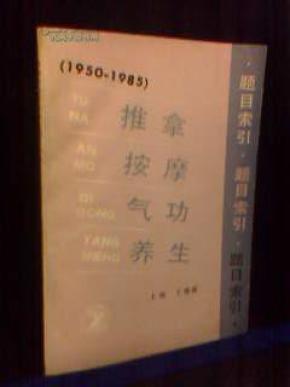 (1950-1985)
TUI
NA
推拿
AN
MO
按摩
QI
GONG
气功
YANG
SHENG
养生
2
·题目索引·题目索引·题目索引·